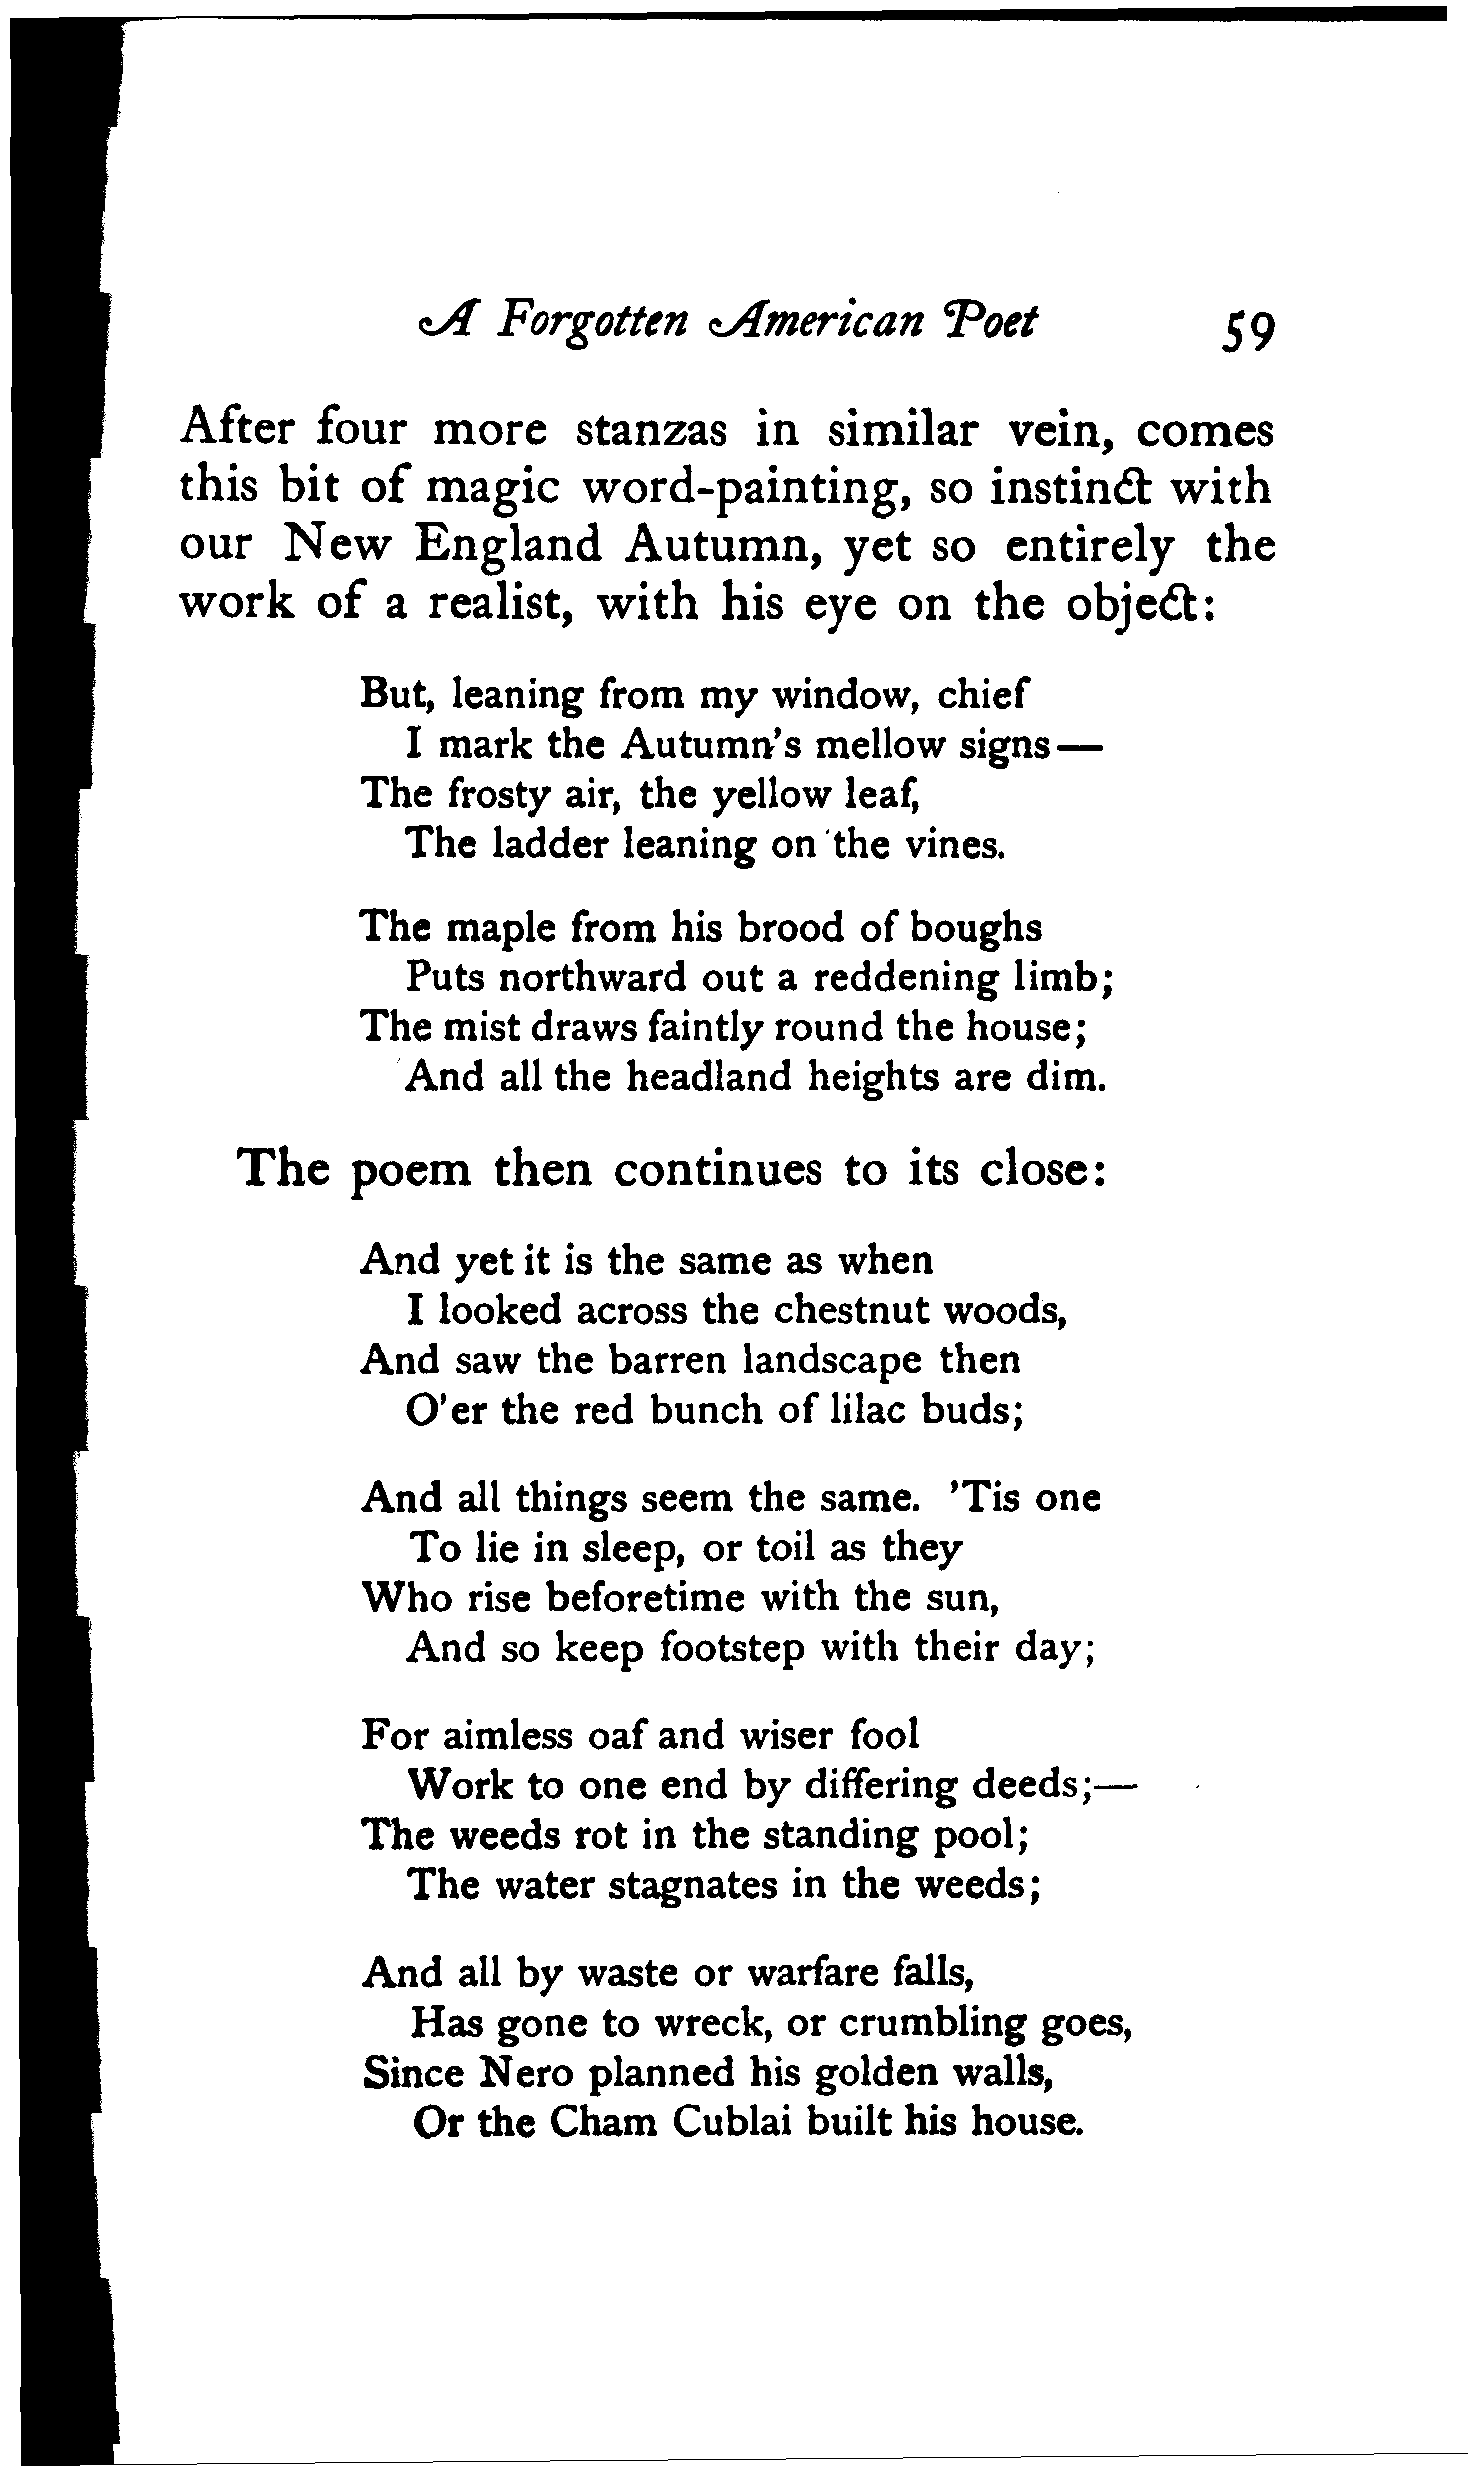 A Forgotten American Poet 59
After four more stanzas in similar vein, comes
this bit of magic word-painting, so instinct with
our New England Autumn, yet so entirely the
work of a realist, with his eye on the object:
But, leaning from my window, chief
I mark the Autumn's mellow signs—
The frosty air, the yellow leaf,
The ladder leaning on the vines.
The maple from his brood of boughs
Puts northward out a reddening limb;
The mist draws faintly round the house;
And all the headland heights are dim.
The poem then continues to its close:
And yet it is the same as when
I looked across the chestnut woods,
And saw the barren landscape then
O'er the red bunch of lilac buds;
And all things seem the same. 'Tis one
To lie in sleep, or toil as they
Who rise beforetime with the sun,
And so keep footstep with their day;
For aimless oaf and wiser fool
Work to one end by differing deeds;—
The weeds rot in the standing pool;
The water stagnates in the weeds;
And all by waste or warfare falls,
Has gone to wreck, or crumbling goes,
Since Nero planned his golden walls,
Or the Cham Cublai built his house.